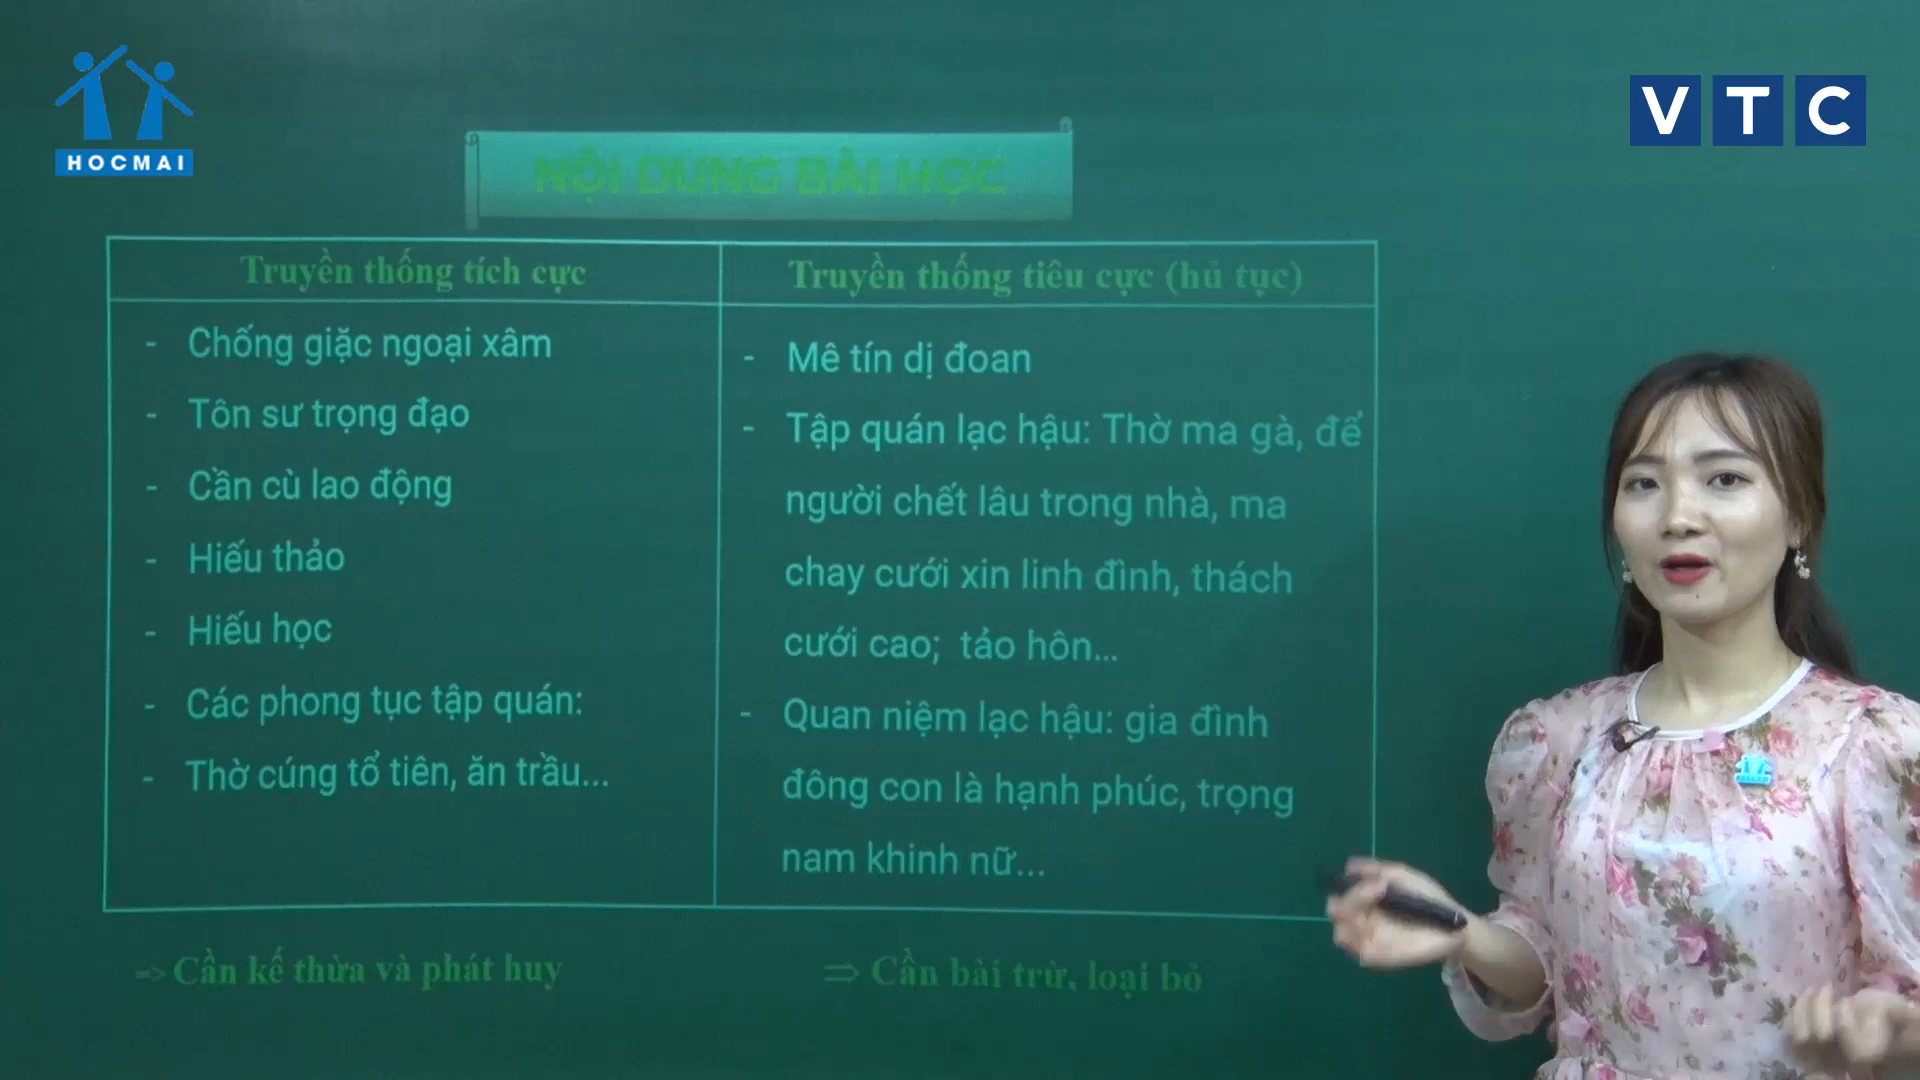 HOCMAI
VTC
NỘI DUNG BÀI HỌC
Truyền thống tích cực
- Chống giặc ngoại xâm
- Tôn sư trọng đạo
- Cần cù lao động
- Hiếu thảo
- Hiếu học
- Các phong tục tập quán:
- Thờ cúng tổ tiên, ăn trầu...
=> Cần kế thừa và phát huy
Truyền thống tiêu cực (hủ tục)
- Mê tín dị đoan
- Tập quán lạc hậu: Thờ ma gà, để
người chết lâu trong nhà, ma
chay cưới xin linh đình, thách
cưới cao; tảo hôn...
- Quan niệm lạc hậu: gia đình
đông con là hạnh phúc, trọng
nam khinh nữ...
⇒ Cần bài trừ, loại bỏ